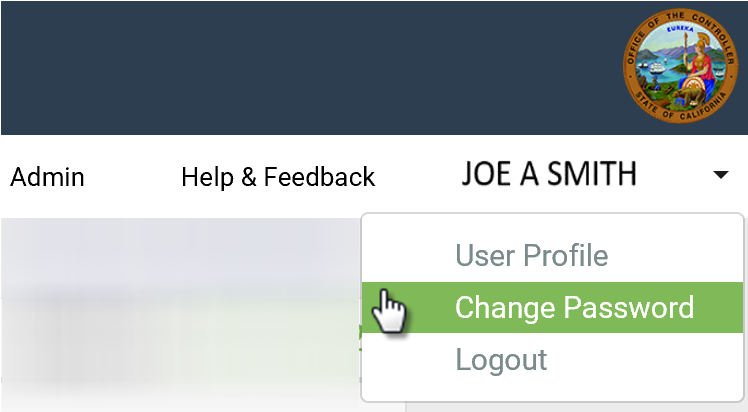 OFFICE OF THE CONTROLLER
EUREKA
STATE OF CALIFORNIA
Admin
Help & Feedback
JOE A SMITH
User Profile
Change Password
Logout